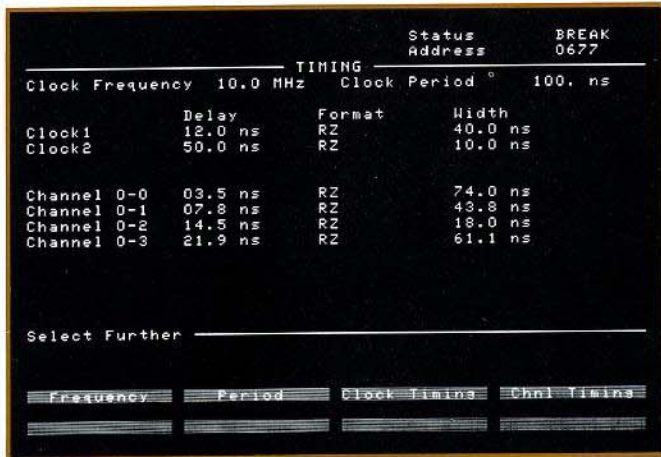 Status BREAK
Address 0677
TIMING
Clock Frequency 10.0 MHz Clock Period 100. ns
Delay Format Width
Clock1 12.0 ns RZ 40.0 ns
Clock2 50.0 ns RZ 10.0 ns
Channel 0-0 03.5 ns RZ 74.0 ns
Channel 0-1 07.8 ns RZ 43.8 ns
Channel 0-2 14.5 ns RZ 18.0 ns
Channel 0-3 21.9 ns RZ 61.1 ns
Select Further
Frequency Period Clock Timing Chnl Timing